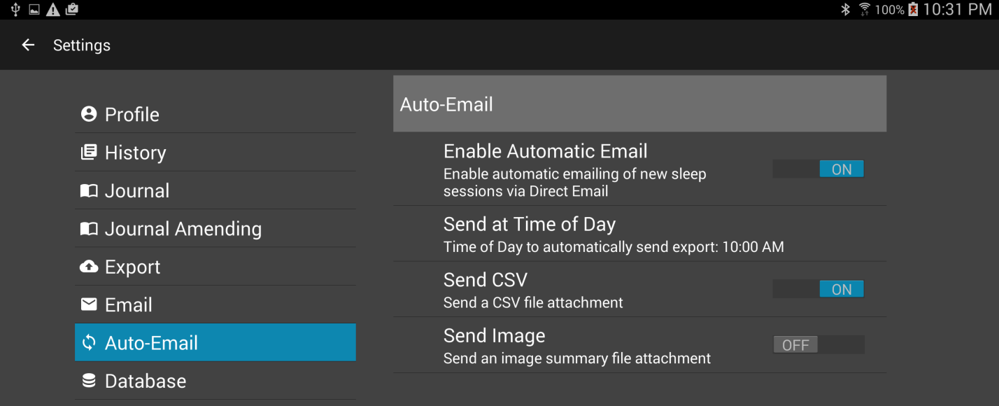 100% 10:31 PM
Settings
Profile
History
Journal
Journal Amending
Export
Email
Auto-Email
Database
Auto-Email
Enable Automatic Email
Enable automatic emailing of new sleep
sessions via Direct Email
ON
Send at Time of Day
Time of Day to automatically send export: 10:00 AM
Send CSV
Send a CSV file attachment
ON
Send Image
Send an image summary file attachment
OFF